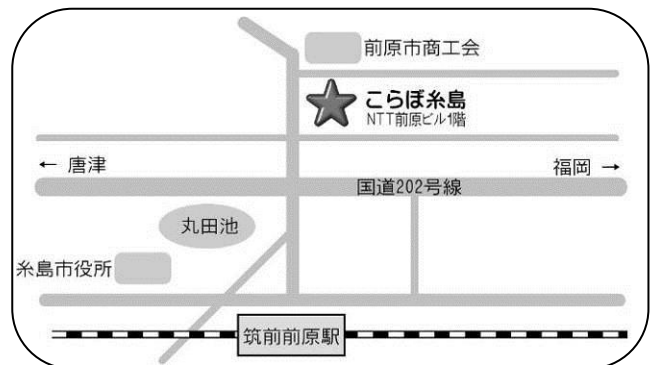 前原市商工会
こらぼ糸島
NTT前原ビル1階
← 唐津
福岡 →
国道202号線
丸田池
糸島市役所
筑前前原駅